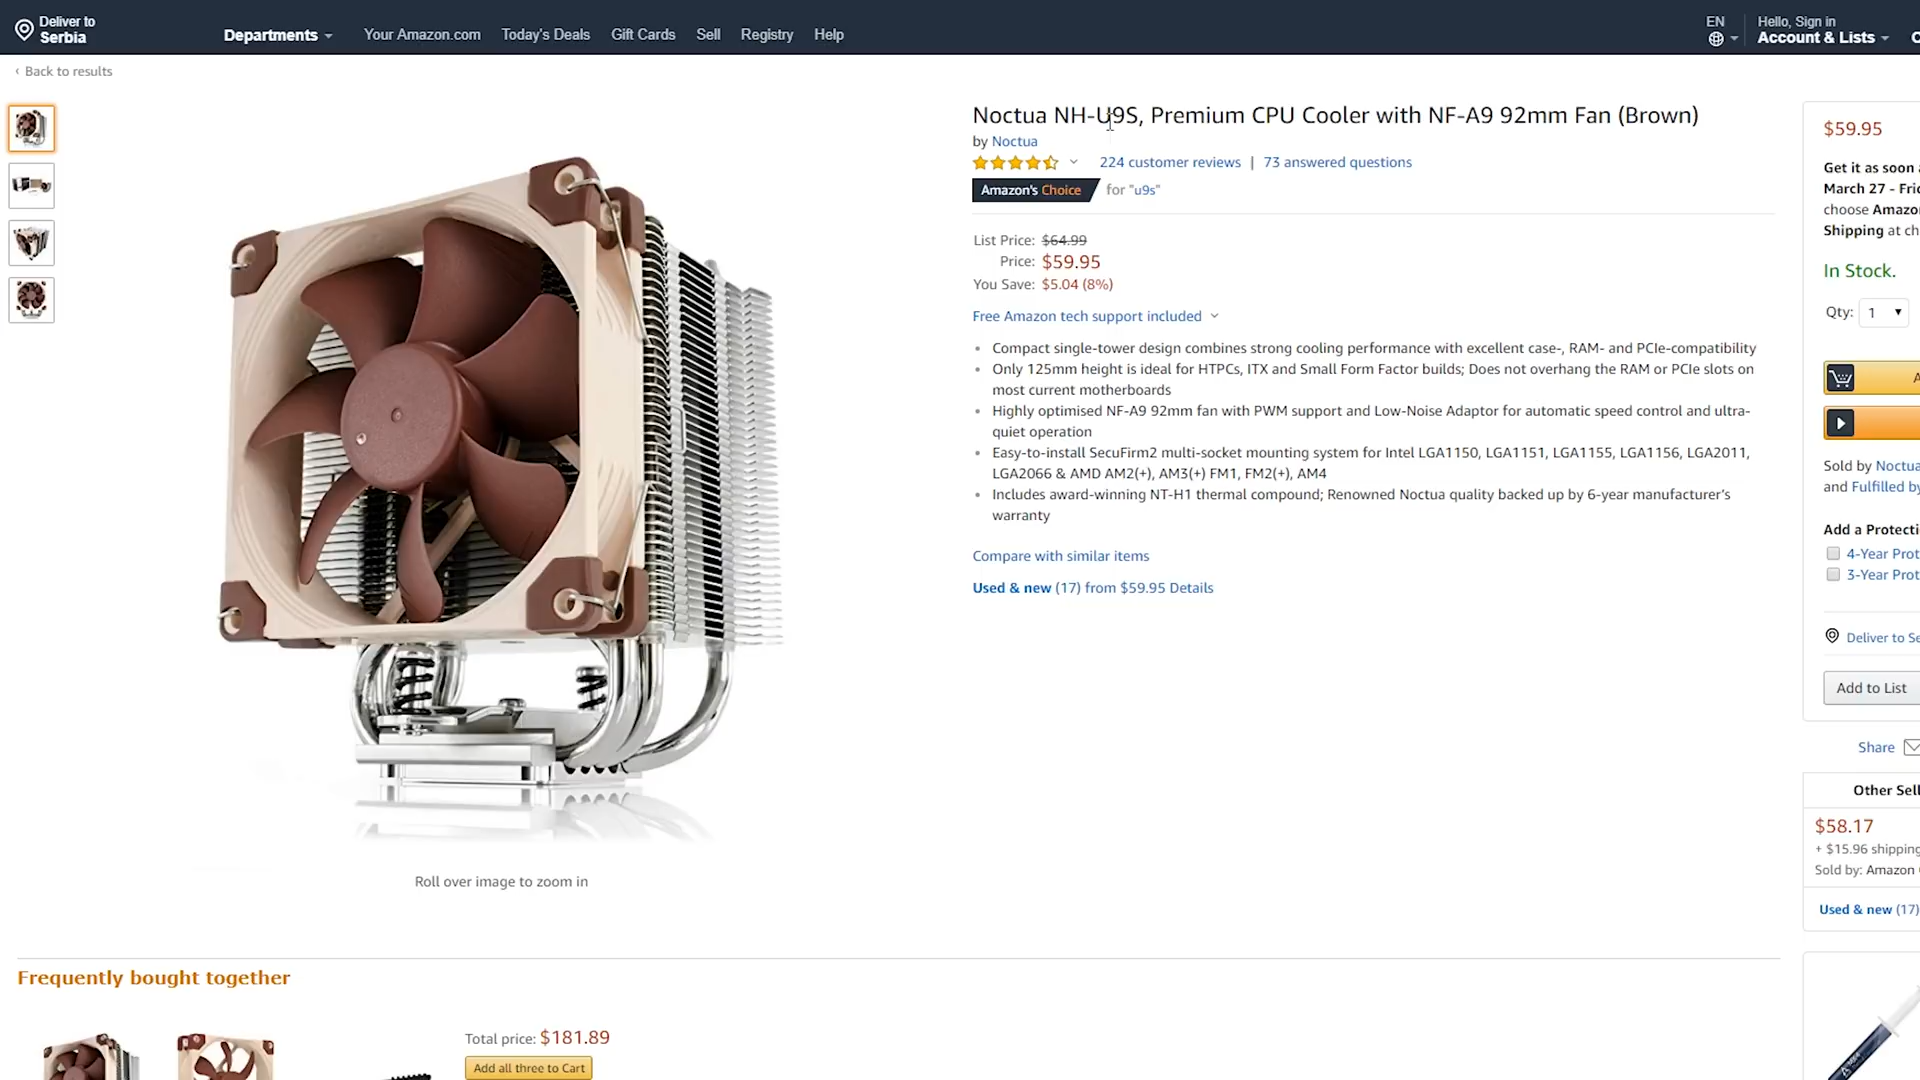 Deliver to
Serbia
Departments
Your Amazon.com
Today's Deals
Gift Cards
Sell
Registry
Help
EN
Hello, Sign in
Account & Lists
‹ Back to results
Noctua NH-U9S, Premium CPU Cooler with NF-A9 92mm Fan (Brown)
by Noctua
224 customer reviews | 73 answered questions
Amazon's Choice for "u9s"
List Price: $64.99
Price: $59.95
You Save: $5.04 (8%)
Free Amazon tech support included
• Compact single-tower design combines strong cooling performance with excellent case-, RAM- and PCIe-compatibility
• Only 125mm height is ideal for HTPCs, ITX and Small Form Factor builds; Does not overhang the RAM or PCIe slots on
most current motherboards
• Highly optimised NF-A9 92mm fan with PWM support and Low-Noise Adaptor for automatic speed control and ultra-
quiet operation
• Easy-to-install SecuFirm2 multi-socket mounting system for Intel LGA1150, LGA1151, LGA1155, LGA1156, LGA2011,
LGA2066 & AMD AM2(+), AM3(+) FM1, FM2(+), AM4
• Includes award-winning NT-H1 thermal compound; Renowned Noctua quality backed up by 6-year manufacturer’s
warranty
Compare with similar items
Used & new (17) from $59.95 Details
Roll over image to zoom in
$59.95
Get it as soon
March 27 - Fri
choose Amazo
Shipping at ch
In Stock.
Qty: 1
A
Sold by Noctua
and Fulfilled by
Add a Protecti
4-Year Prot
3-Year Prot
Deliver to Se
Add to List
Share
Other Sell
$58.17
+ $15.96 shipping
Sold by: Amazon
Used & new (17)
Frequently bought together
Total price: $181.89
Add all three to Cart